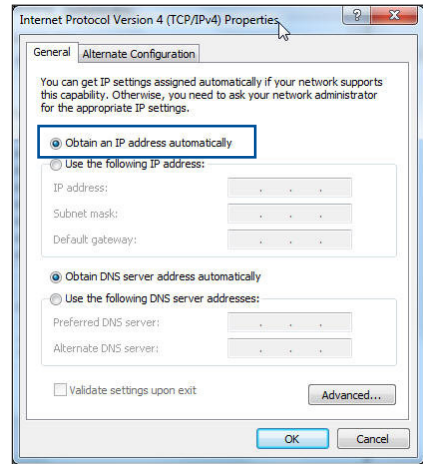 Internet Protocol Version 4 (TCP/IPv4) Properties
?
X
General
Alternate Configuration
You can get IP settings assigned automatically if your network supports
this capability. Otherwise, you need to ask your network administrator
for the appropriate IP settings.
Obtain an IP address automatically
Use the following IP address:
IP address:
Subnet mask:
Default gateway:
Obtain DNS server address automatically
Use the following DNS server addresses:
Preferred DNS server:
Alternate DNS server:
Validate settings upon exit
Advanced...
OK
Cancel